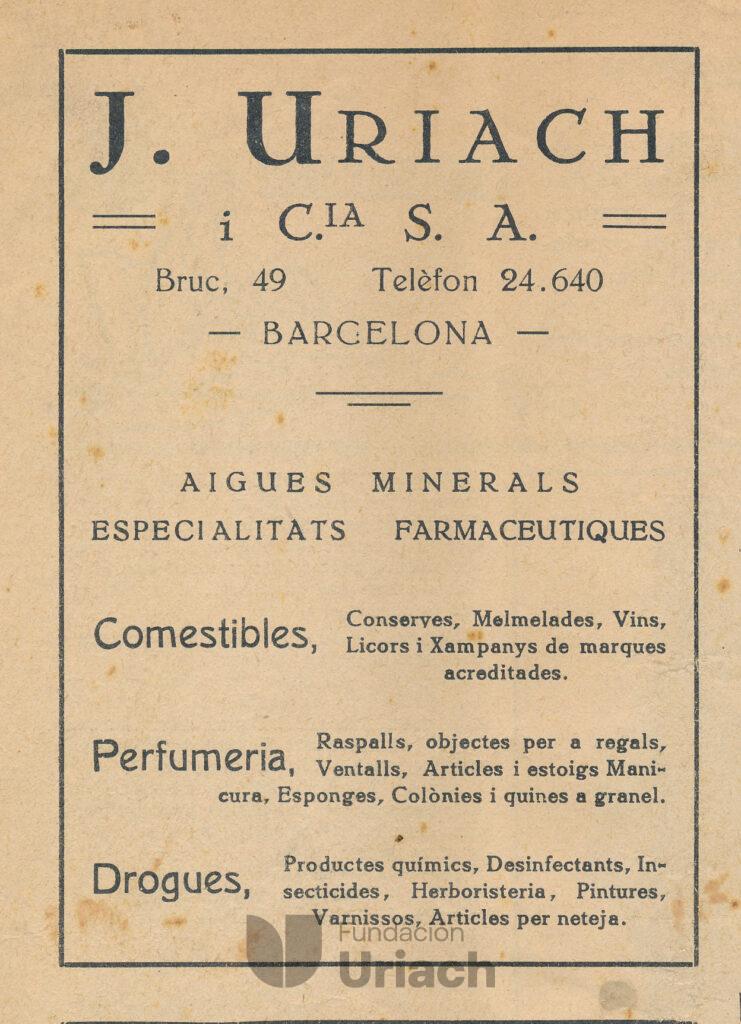 J. URIACH
i C.IA S. A.
Bruc, 49 Telèfon 24.640
— BARCELONA —
AIGUES MINERALS
ESPECIALITATS FARMACEUTIQUES
Comestibles, Conserves, Melmelades, Vins,
Licors i Xampanys de marques
acreditades.
Perfumeria, Raspalls, objectes per a regals,
Ventalls, Articles i estoigs Mani-
cura, Esponges, Colònies i quines a granel.
Drogues, Productes químics, Desinfectants, In-
secticides, Herboristeria, Pintures,
Varnissos, Articles per neteja.
Fundación
Uriach